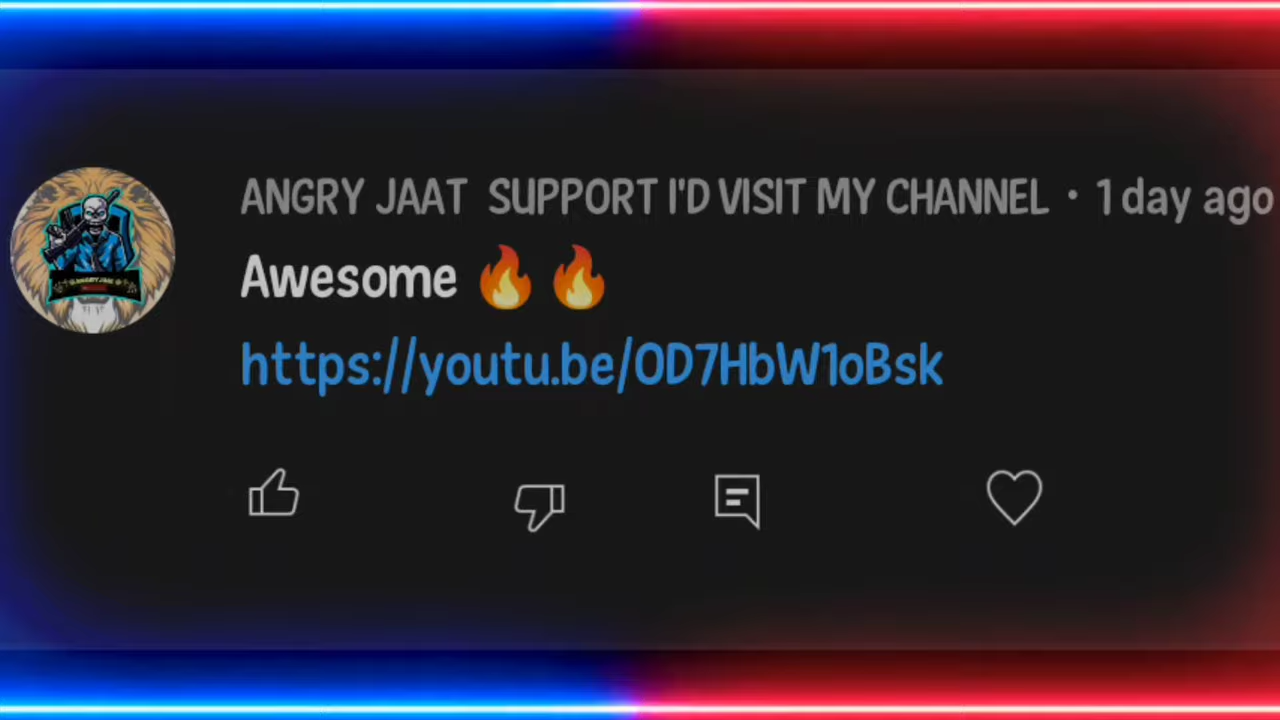 ANGRY JAAT SUPPORT I'D VISIT MY CHANNEL • 1 day ago
Awesome 🔥 🔥
https://youtu.be/OD7HbW1oBsk